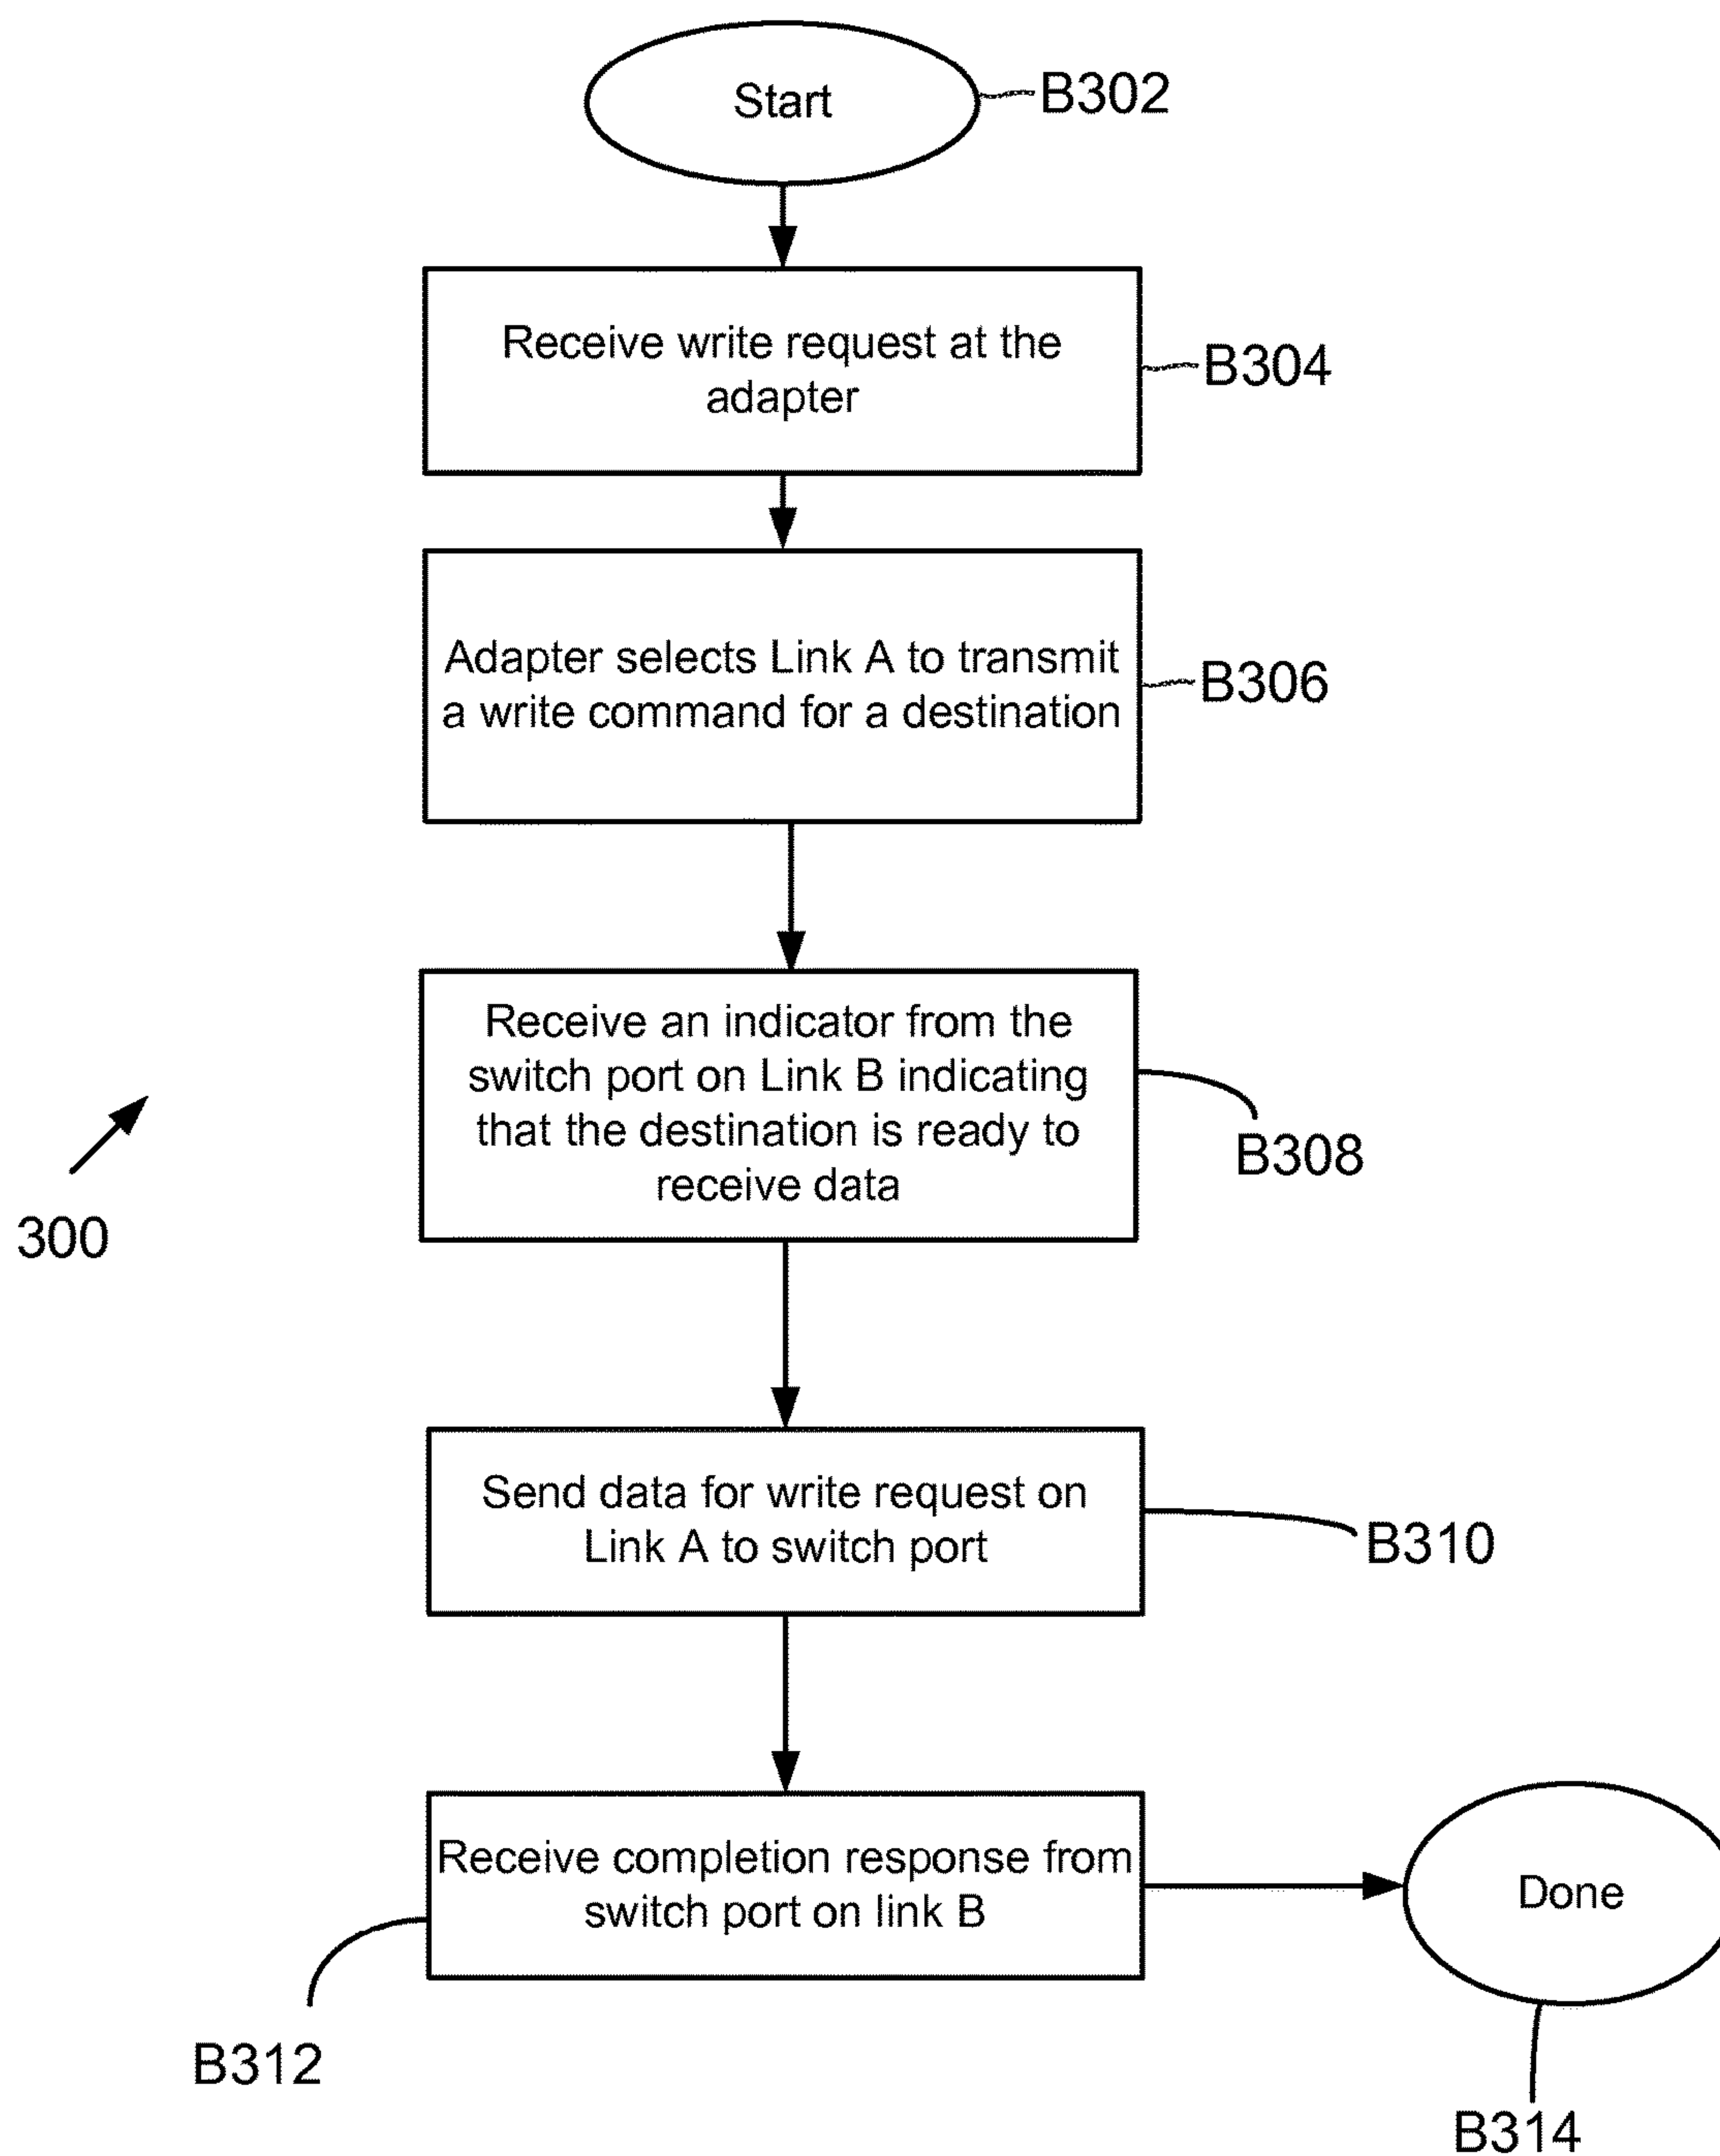 Start
B302
Receive write request at the
adapter
B304
Adapter selects Link A to transmit
a write command for a destination
B306
Receive an indicator from the
switch port on Link B indicating
that the destination is ready to
receive data
B308
300
Send data for write request on
Link A to switch port
B310
Receive completion response from
switch port on link B
Done
B312
B314